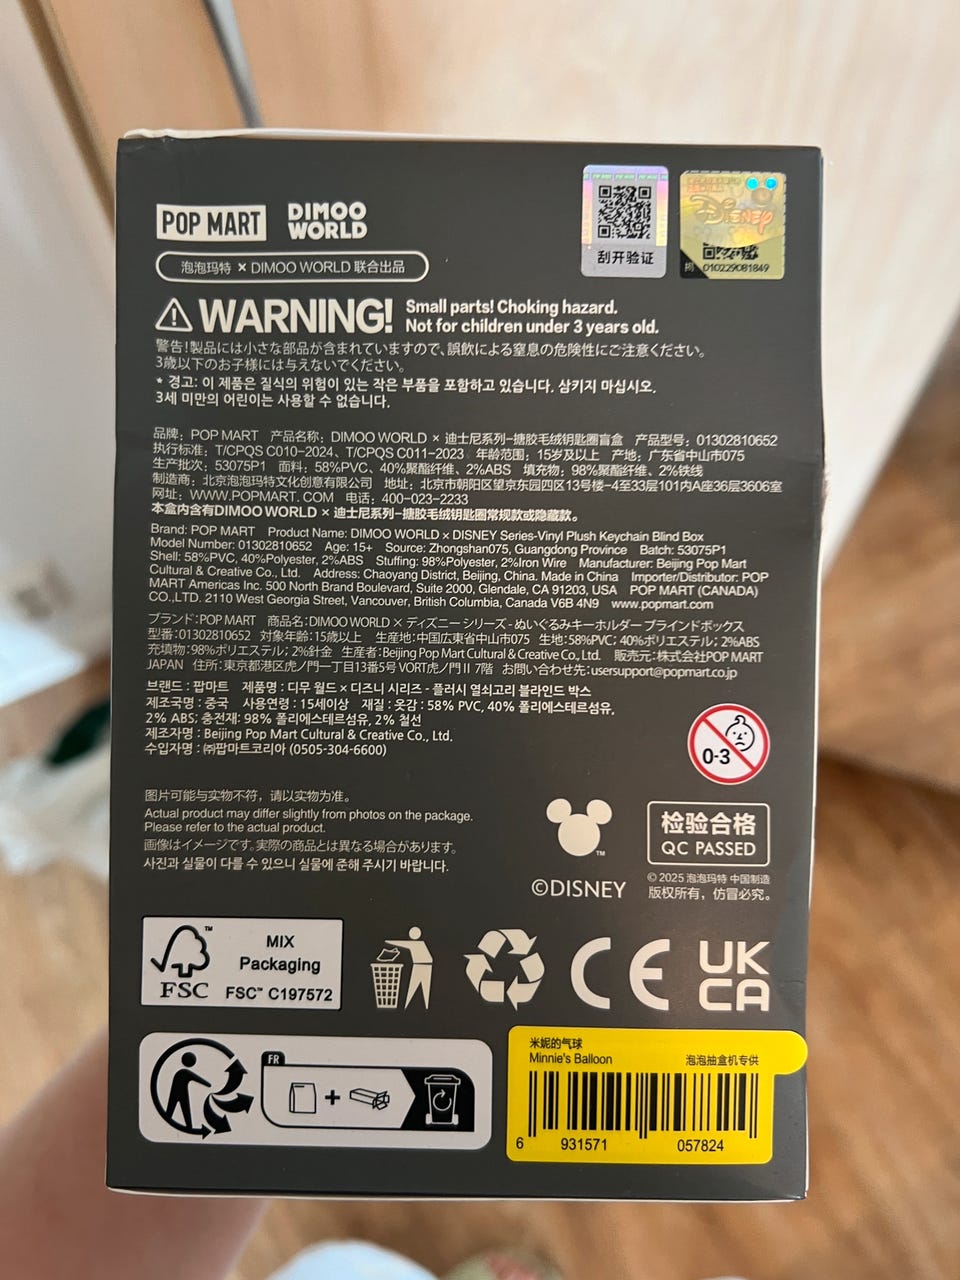 POP MART
DIMOO
WORLD
刮开验证
Disney
010229081849
泡泡玛特 × DIMOO WORLD 联合出品
WARNING! Small parts! Choking hazard.
Not for children under 3 years old.
警告!製品には小さな部品が含まれていますので、誤飲による窒息の危険性にご注意ください。
3歳以下のお子様には与えないでください。
* 경고: 이 제품은 질식의 위험이 있는 작은 부품을 포함하고 있습니다. 삼키지 마십시오.
3세 미만의 어린이는 사용할 수 없습니다.
品牌：POP MART 产品名称：DIMOO WORLD × 迪士尼系列-搪胶毛绒钥匙圈盲盒 产品型号：01302810652
执行标准：T/CPQS C010-2024、T/CPQS C011-2023 年龄范围：15岁及以上 产地：广东省中山市075
生产批次：53075P1 面料：58%PVC、40%聚酯纤维、2%ABS 填充物：98%聚酯纤维、2%铁线
制造商：北京泡泡玛特文化创意有限公司 地址：北京市朝阳区望京东园四区13号楼-4至33层101内A座36层3606室
网址：WWW.POPMART.COM 电话：400-023-2233
本盒内含有DIMOO WORLD × 迪士尼系列-搪胶毛绒钥匙圈常规款或隐藏款。
Brand: POP MART Product Name: DIMOO WORLD × DISNEY Series-Vinyl Plush Keychain Blind Box
Model Number: 01302810652 Age: 15+ Source: Zhongshan075, Guangdong Province Batch: 53075P1
Shell: 58%PVC, 40%Polyester, 2%ABS Stuffing: 98%Polyester, 2%Iron Wire Manufacturer: Beijing Pop Mart
Cultural & Creative Co., Ltd. Address: Chaoyang District, Beijing, China. Made in China Importer/Distributor: POP
MART Americas Inc. 500 North Brand Boulevard, Suite 2000, Glendale, CA 91203, USA POP MART (CANADA)
CO.,LTD. 2110 West Georgia Street, Vancouver, British Columbia, Canada V6B 4N9 www.popmart.com
ブランド:POP MART 商品名:DIMOO WORLD × ディズニー シリーズ - ぬいぐるみキーホルダー ブラインドボックス
型番:01302810652 対象年齢:15歳以上 生産地:中国広東省中山市075 生地:58%PVC; 40%ポリエステル; 2%ABS
充填物:98%ポリエステル; 2%針金 生産者:Beijing Pop Mart Cultural & Creative Co., Ltd. 販売元:株式会社POP MART
JAPAN 住所:東京都港区虎ノ門一丁目13番5号 VORT虎ノ門Ⅱ 7階 お問い合わせ先:usersupport@popmart.co.jp
브랜드 : 팝마트 제품명 : 디무 월드 × 디즈니 시리즈 - 플러시 열쇠고리 블라인드 박스
제조국명 : 중국 사용연령 : 15세이상 재질 : 옷감 : 58% PVC, 40% 폴리에스테르섬유,
2% ABS; 충전재: 98% 폴리에스테르섬유, 2% 철선
제조자명 : Beijing Pop Mart Cultural & Creative Co., Ltd.
수입자명 : ㈜팝마트코리아 (0505-304-6600)
0-3
图片可能与实物不符，请以实物为准。
Actual product may differ slightly from photos on the package.
Please refer to the actual product.
画像はイメージです。実際の商品とは異なる場合があります。
사진과 실물이 다를 수 있으니 실물에 준해 주시기 바랍니다.
TM
©DISNEY
检验合格
QC PASSED
© 2025 泡泡玛特 中国制造
版权所有，仿冒必究。
FSC
MIX
Packaging
FSC™ C197572
CE
UK
CA
FR
米妮的气球
Minnie's Balloon
泡泡抽盒机专供
6 931571 057824